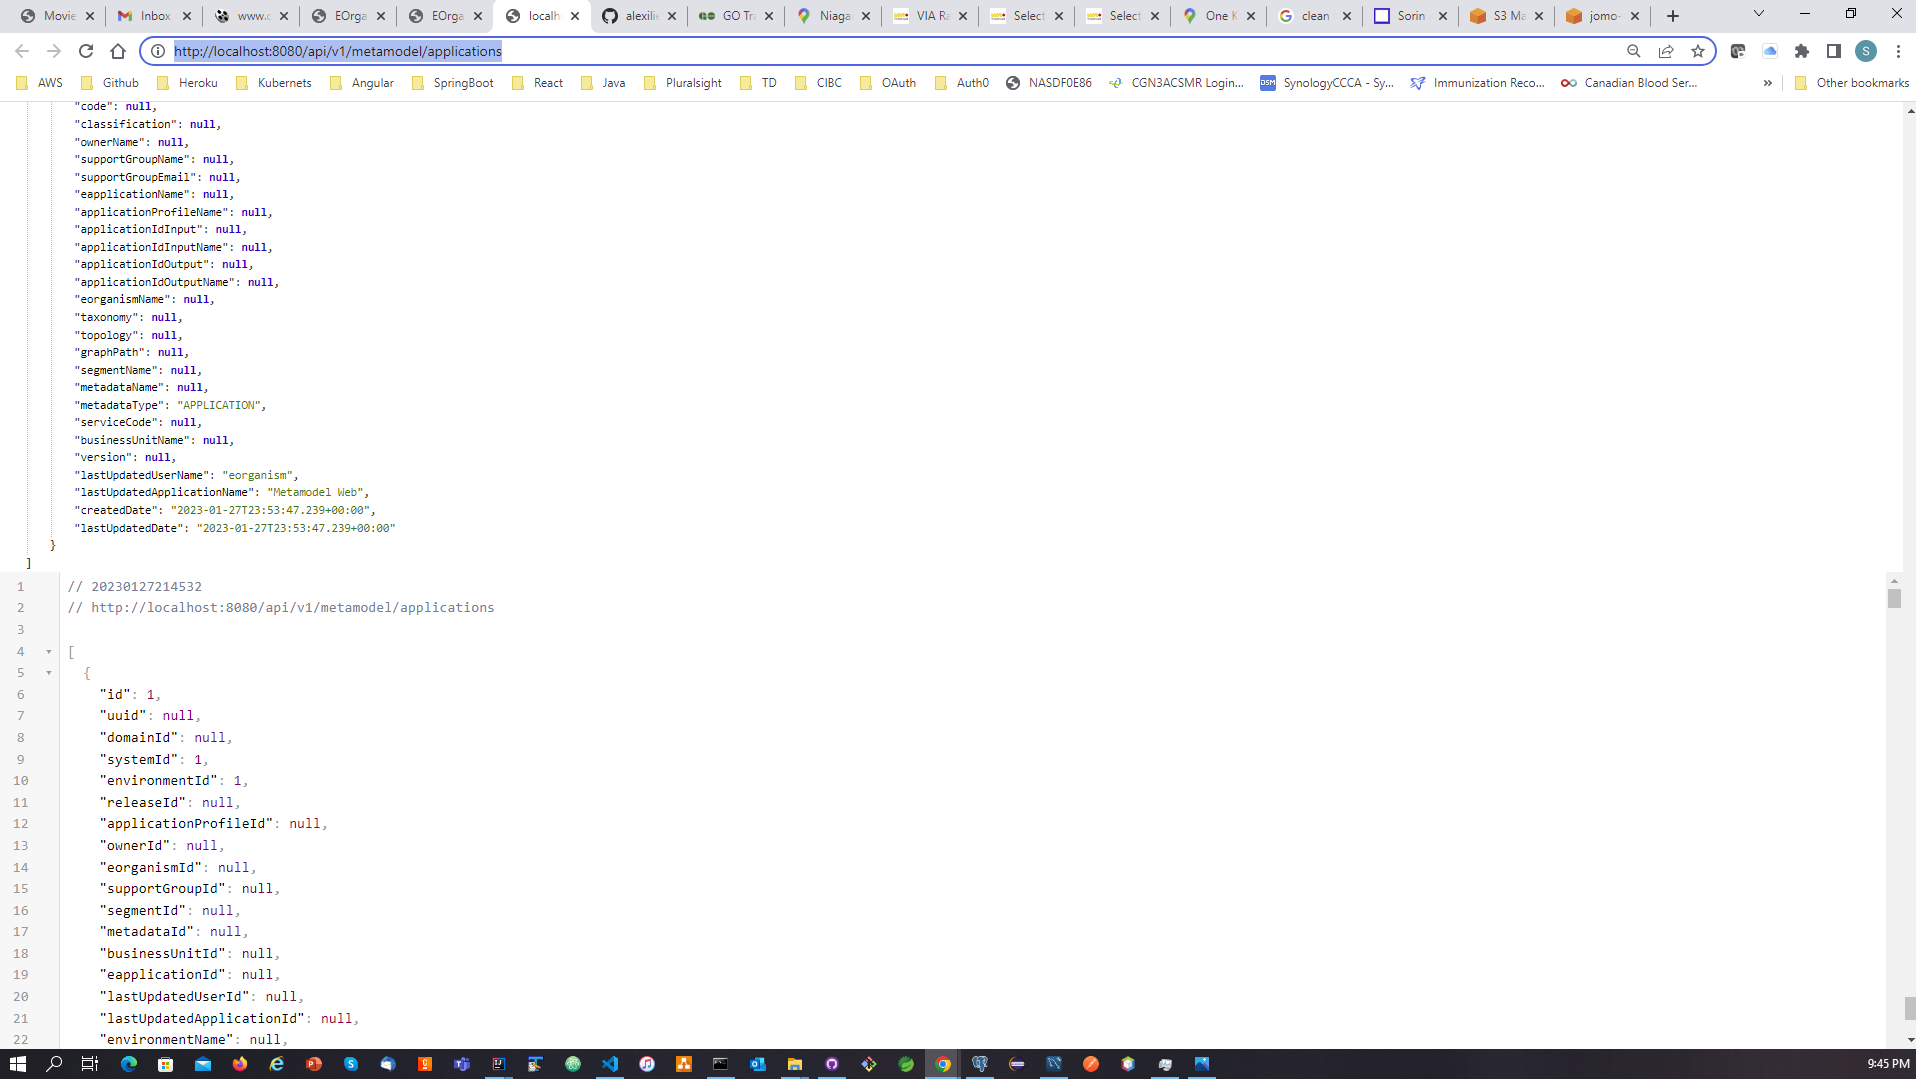 Movie
Inbox
www.c
EOrga
EOrga
localh
alexilie
GO Tra
Niaga
VIA Ra
Select
Select
One K
clean
Sorin
S3 Ma
jomo-
http://localhost:8080/api/v1/metamodel/applications
S
AWS
Github
Heroku
Kubernets
Angular
SpringBoot
React
Java
Pluralsight
TD
CIBC
OAuth
Auth0
NASDF0E86
CGN3ACSMR Login...
DSM
SynologyCCCA - Sy...
Immunization Reco...
Canadian Blood Ser...
»
Other bookmarks
"code": null,
"classification": null,
"ownerName": null,
"supportGroupName": null,
"supportGroupEmail": null,
"eapplicationName": null,
"applicationProfileName": null,
"applicationIdInput": null,
"applicationIdInputName": null,
"applicationIdOutput": null,
"applicationIdOutputName": null,
"eorganismName": null,
"taxonomy": null,
"topology": null,
"graphPath": null,
"segmentName": null,
"metadataName": null,
"metadataType": "APPLICATION",
"serviceCode": null,
"businessUnitName": null,
"version": null,
"lastUpdatedUserName": "eorganism",
"lastUpdatedApplicationName": "Metamodel Web",
"createdDate": "2023-01-27T23:53:47.239+00:00",
"lastUpdatedDate": "2023-01-27T23:53:47.239+00:00"
}
]
1 // 20230127214532
2 // http://localhost:8080/api/v1/metamodel/applications
3
4 [
5 {
6 "id": 1,
7 "uuid": null,
8 "domainId": null,
9 "systemId": 1,
10 "environmentId": 1,
11 "releaseId": null,
12 "applicationProfileId": null,
13 "ownerId": null,
14 "eorganismId": null,
15 "supportGroupId": null,
16 "segmentId": null,
17 "metadataId": null,
18 "businessUnitId": null,
19 "eapplicationId": null,
20 "lastUpdatedUserId": null,
21 "lastUpdatedApplicationId": null,
22 "environmentName": null,
9:45 PM